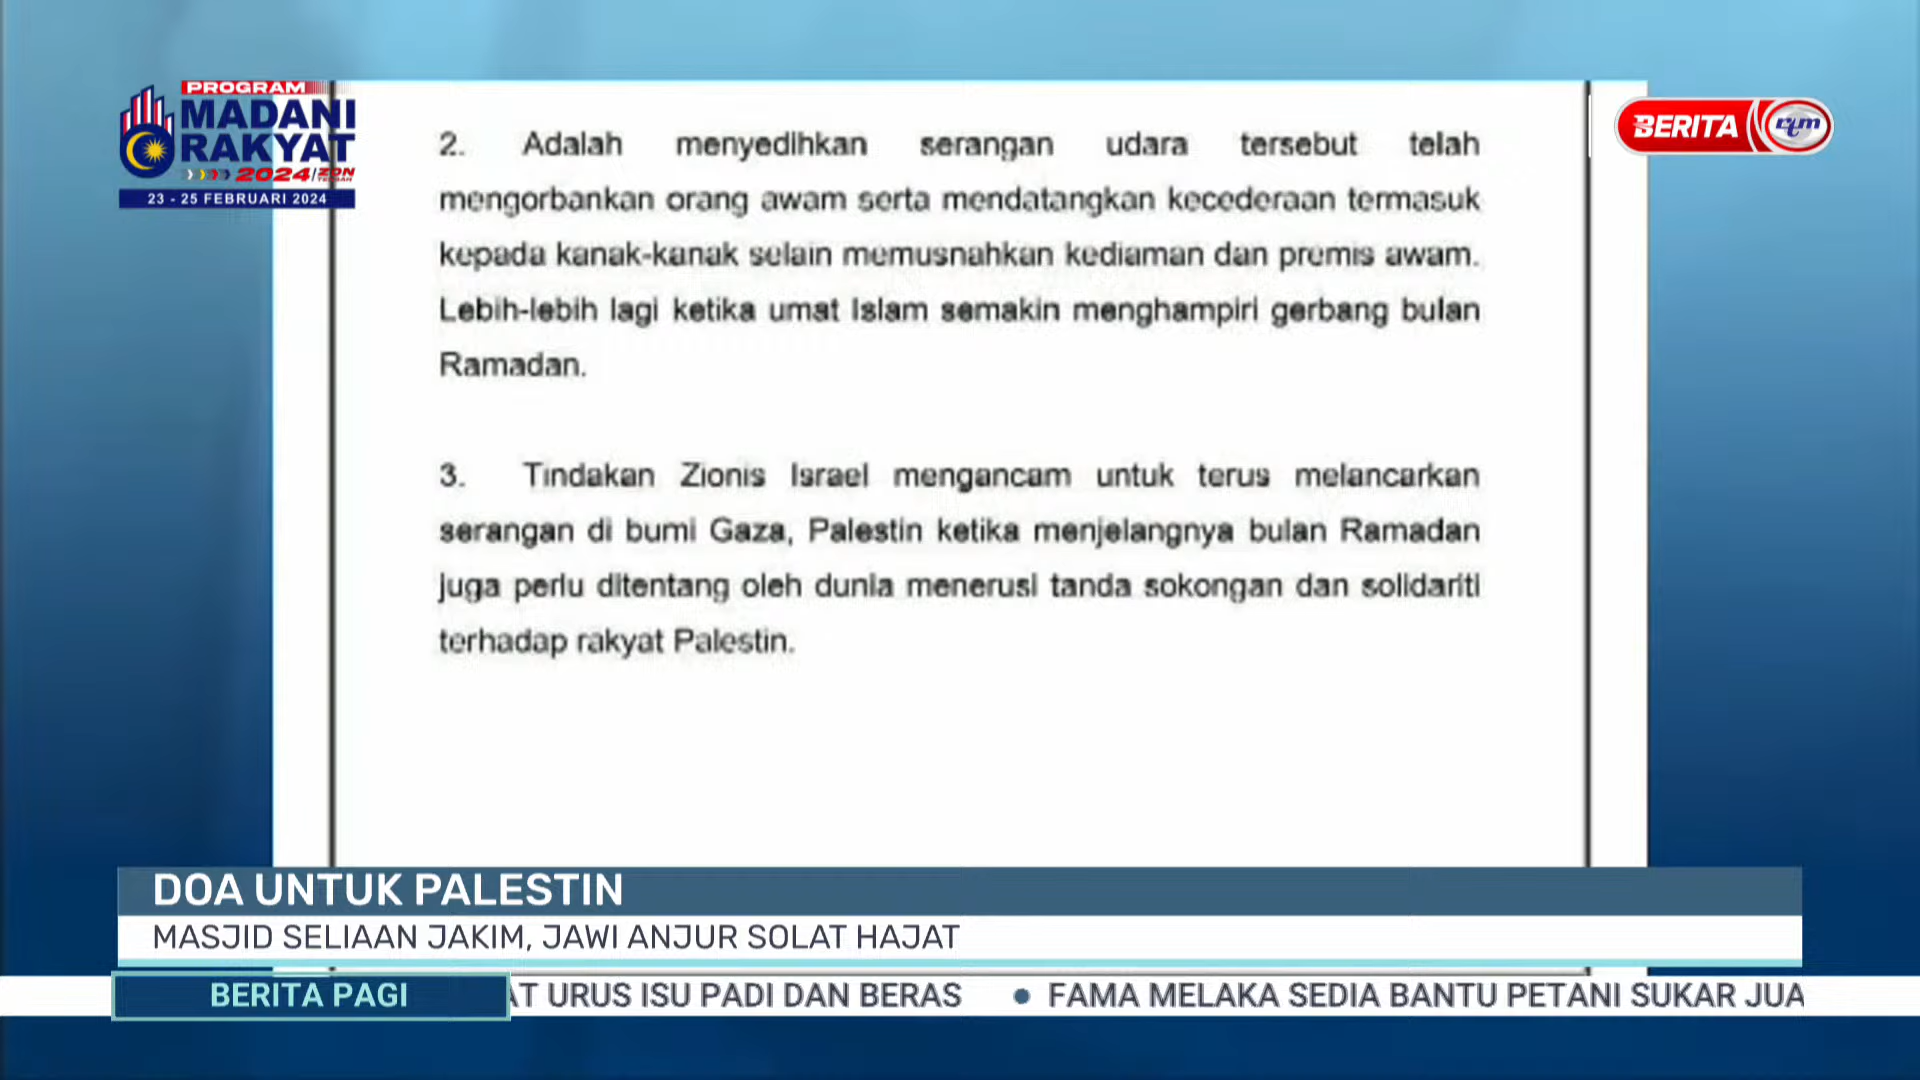 PROGRAM
MADANI
RAKYAT
2024/ZON
TENGAH
23 - 25 FEBRUARI 2024
BERITA rtm
2. Adalah menyedihkan serangan udara tersebut telah
mengorbankan orang awam serta mendatangkan kecederaan termasuk
kepada kanak-kanak selain memusnahkan kediaman dan premis awam.
Lebih-lebih lagi ketika umat Islam semakin menghampiri gerbang bulan
Ramadan.
3. Tindakan Zionis Israel mengancam untuk terus melancarkan
serangan di bumi Gaza, Palestin ketika menjelangnya bulan Ramadan
juga perlu ditentang oleh dunia menerusi tanda sokongan dan solidariti
terhadap rakyat Palestin.
DOA UNTUK PALESTIN
MASJID SELIAAN JAKIM, JAWI ANJUR SOLAT HAJAT
BERITA PAGI
AT URUS ISU PADI DAN BERAS • FAMA MELAKA SEDIA BANTU PETANI SUKAR JUA